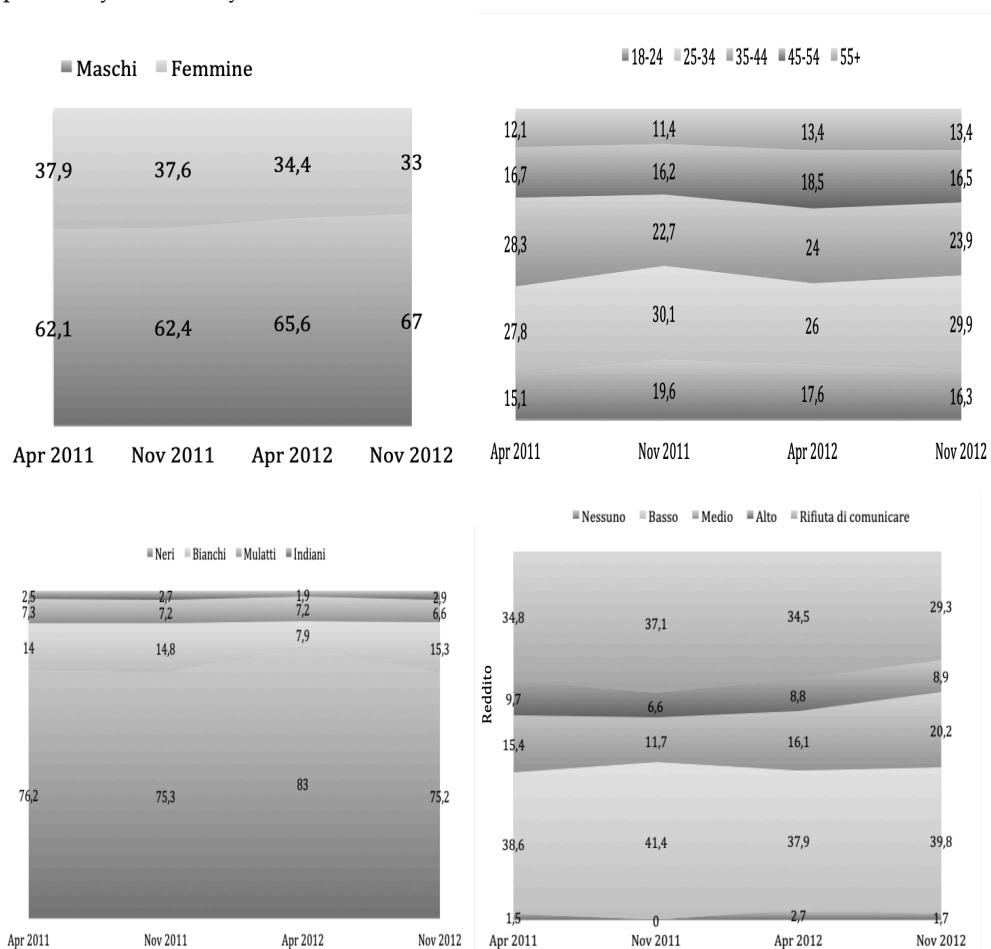 Maschi Femmine
37,9 37,6 34,4 33
62,1 62,4 65,6 67
Apr 2011 Nov 2011 Apr 2012 Nov 2012
18-24 25-34 35-44 45-54 55+
12,1 11,4 13,4 13,4
16,7 16,2 18,5 16,5
28,3 22,7 24 23,9
27,8 30,1 26 29,9
15,1 19,6 17,6 16,3
Apr 2011 Nov 2011 Apr 2012 Nov 2012
Neri Bianchi Mulatti Indiani
2,5 2,7 1,9 2,9
7,3 7,2 7,2 6,6
14 14,8 7,9 15,3
76,2 75,3 83 75,2
Apr 2011 Nov 2011 Apr 2012 Nov 2012
Nessuno Basso Medio Alto Rifiuta di comunicare
Reddito
34,8 37,1 34,5 29,3
9,7 6,6 8,8 8,9
15,4 11,7 16,1 20,2
38,6 41,4 37,9 39,8
1,5 0 2,7 1,7
Apr 2011 Nov 2011 Apr 2012 Nov 2012